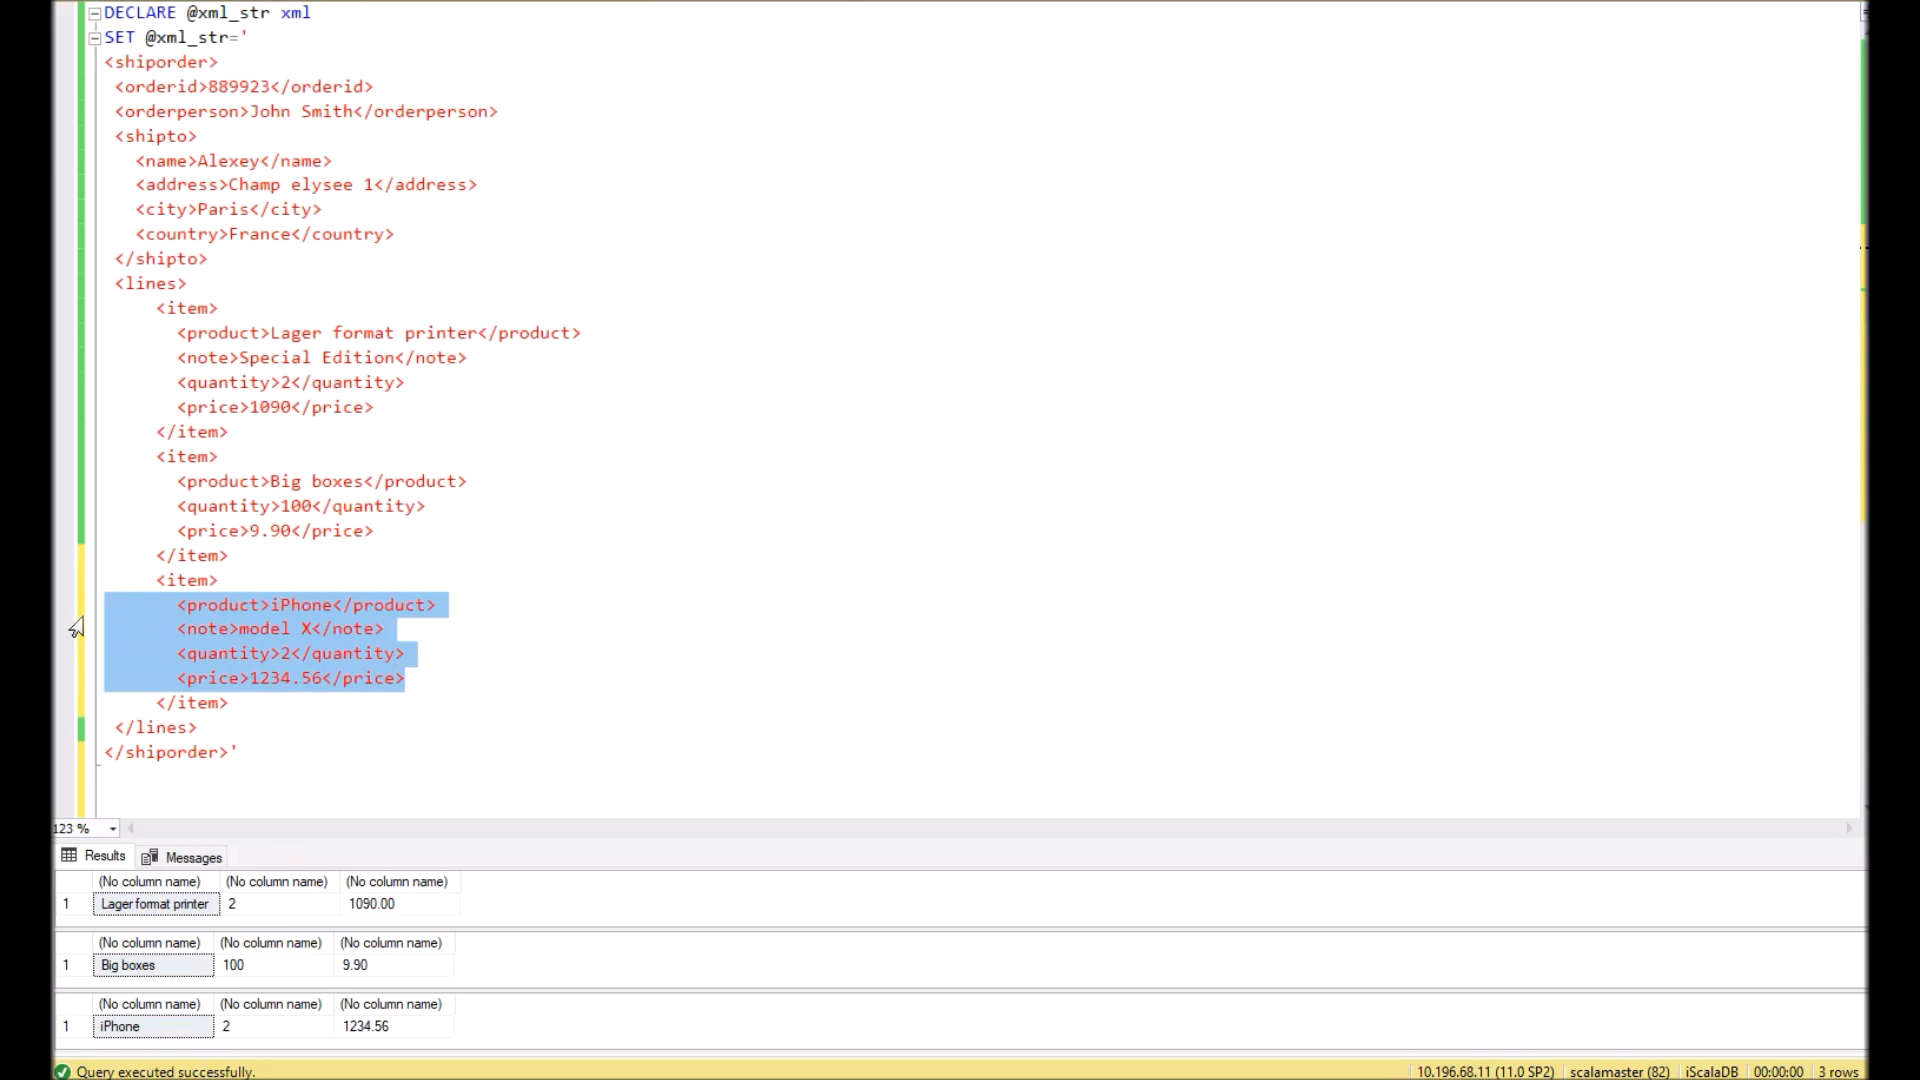 DECLARE @xml_str xml
SET @xml_str='
<shiporder>
<orderid>889923</orderid>
<orderperson>John Smith</orderperson>
<shipto>
<name>Alexey</name>
<address>Champ elysee 1</address>
<city>Paris</city>
<country>France</country>
</shipto>
<lines>
<item>
<product>Lager format printer</product>
<note>Special Edition</note>
<quantity>2</quantity>
<price>1090</price>
</item>
<item>
<product>Big boxes</product>
<quantity>100</quantity>
<price>9.90</price>
</item>
<item>
<product>iPhone</product>
<note>model X</note>
<quantity>2</quantity>
<price>1234.56</price>
</item>
</lines>
</shiporder>'
123 %
Results Messages
(No column name) (No column name) (No column name)
1 Lager format printer 2 1090.00
(No column name) (No column name) (No column name)
1 Big boxes 100 9.90
(No column name) (No column name) (No column name)
1 iPhone 2 1234.56
Query executed successfully. 10.196.68.11 (11.0 SP2) scalamaster (82) iScalaDB 00:00:00 3 rows